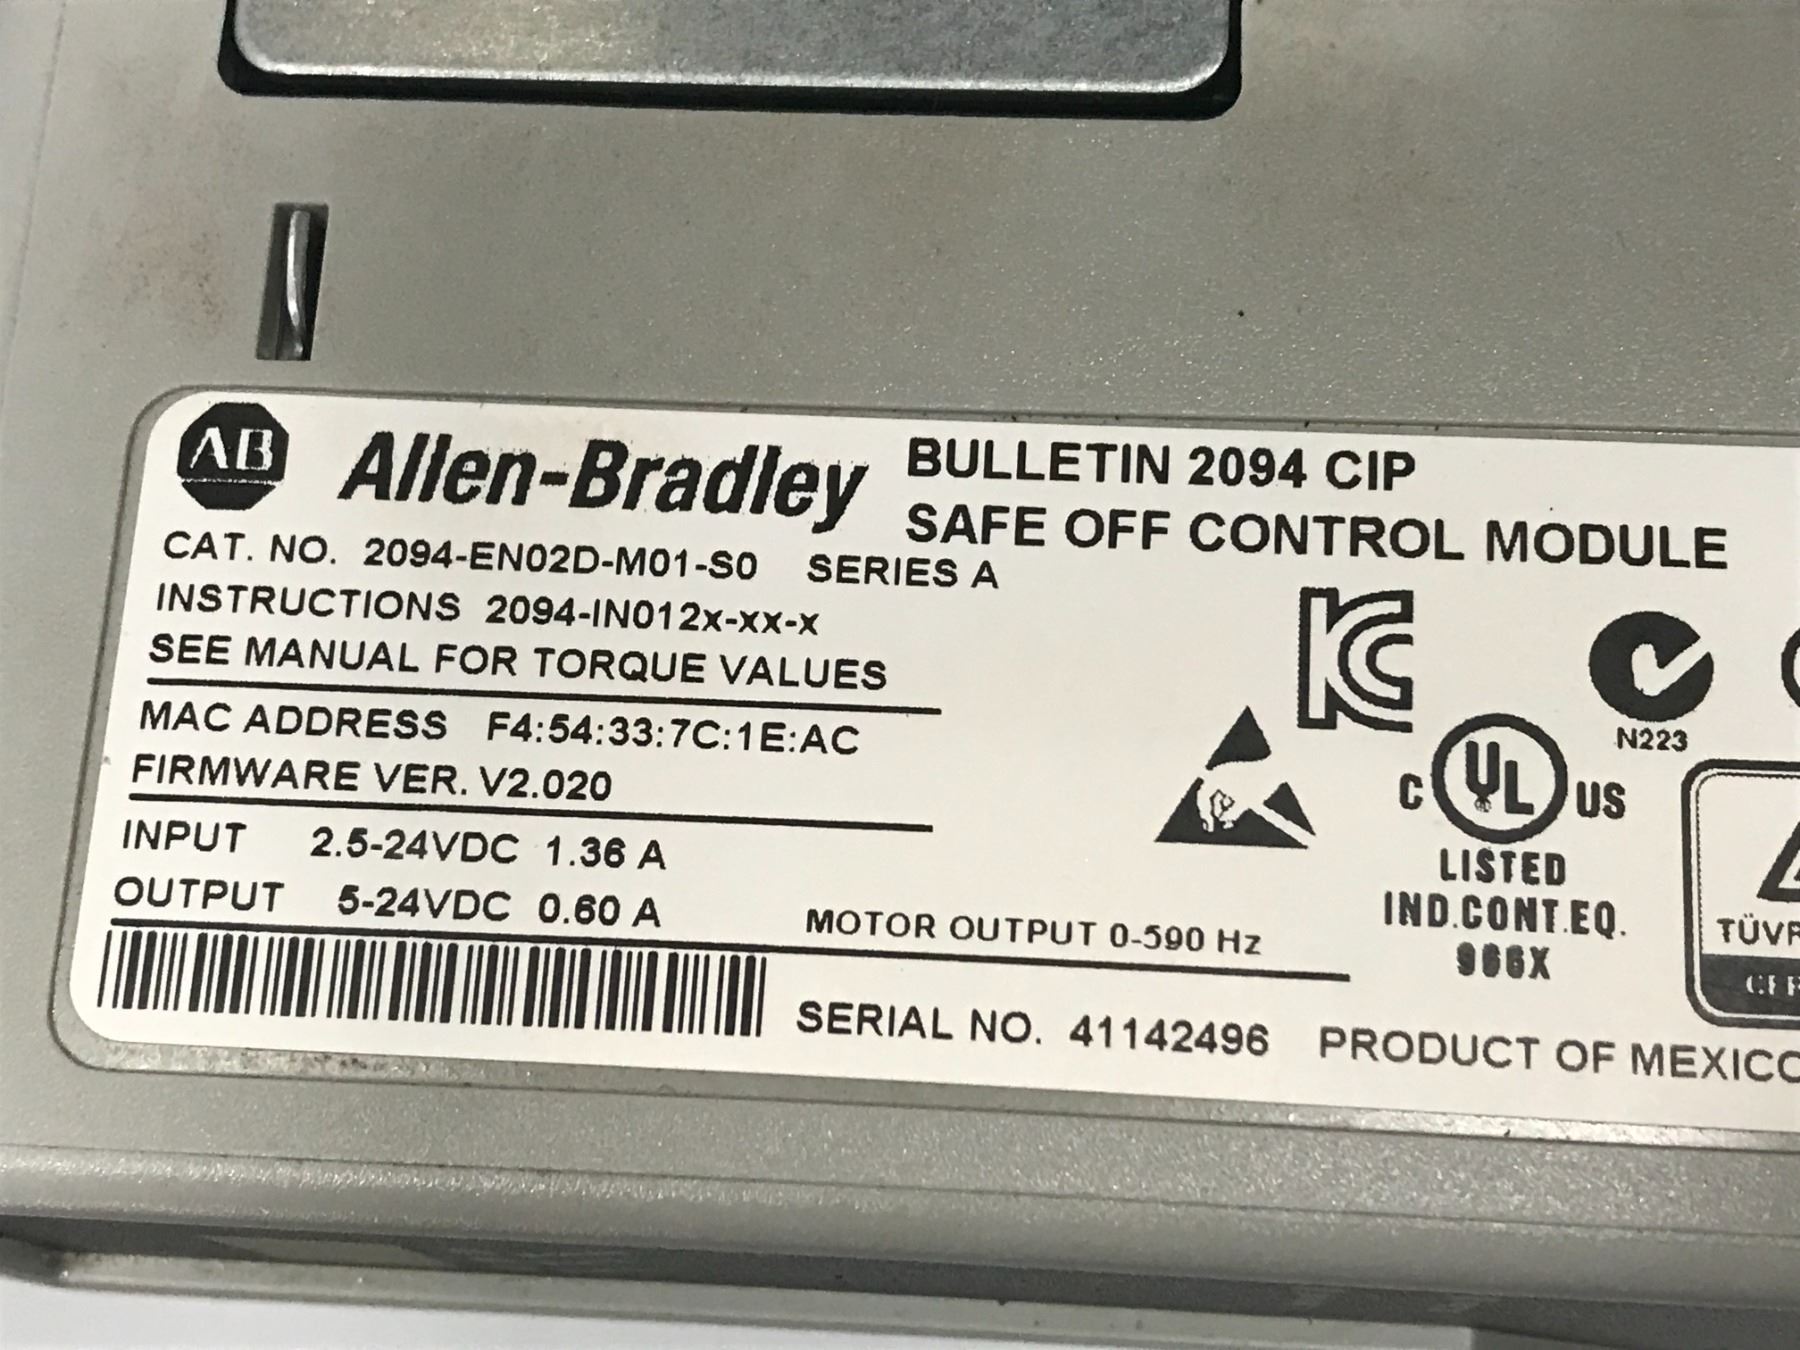 AB Allen-Bradley
BULLETIN 2094 CIP
SAFE OFF CONTROL MODULE
CAT. NO. 2094-EN02D-M01-S0 SERIES A
INSTRUCTIONS 2094-IN012x-xx-x
SEE MANUAL FOR TORQUE VALUES
MAC ADDRESS F4:54:33:7C:1E:AC
FIRMWARE VER. V2.020
INPUT 2.5-24VDC 1.36 A
OUTPUT 5-24VDC 0.60 A
MOTOR OUTPUT 0-590 Hz
SERIAL NO. 41142496 PRODUCT OF MEXICO
KC
N223
C UL US
LISTED
IND.CONT.EQ.
966X
TÜVR